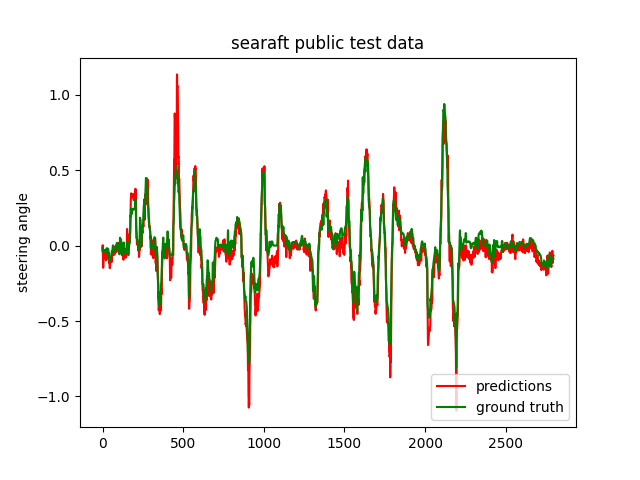 searaft public test data
steering angle
1.0
0.5
0.0
−0.5
−1.0
0
500
1000
1500
2000
2500
predictions
ground truth